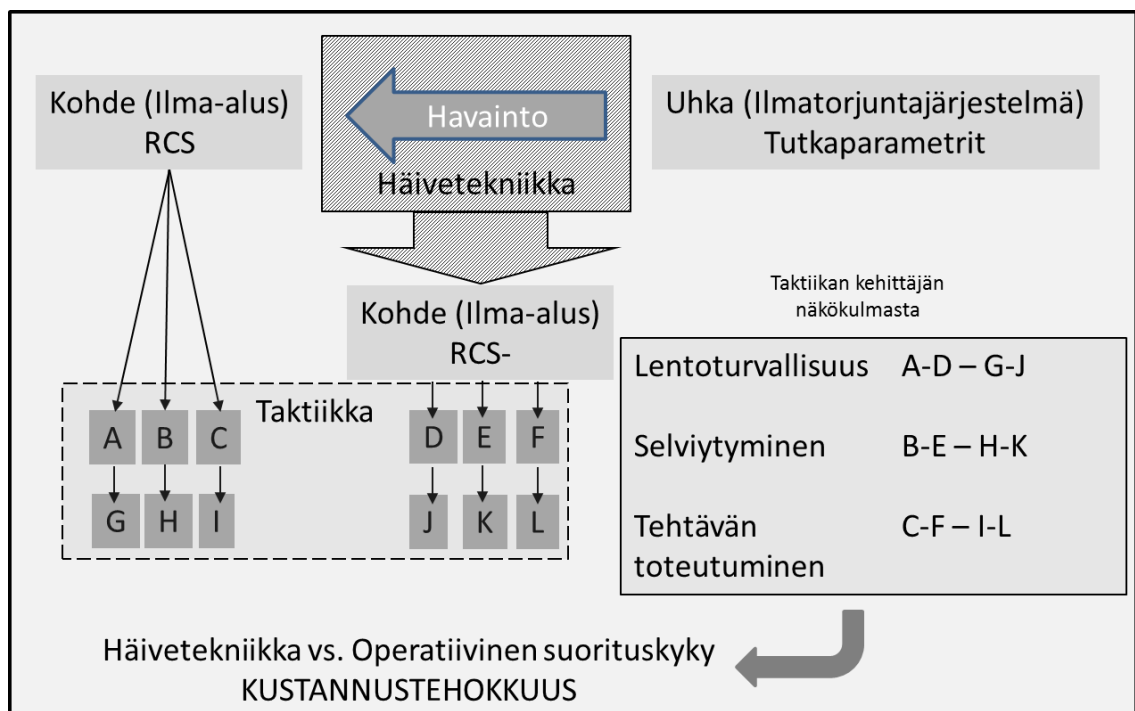 Kohde (Ilma-alus)
RCS
Havainto
Häivetekniikka
Uhka (Ilmatorjuntajärjestelmä)
Tutkaparametrit
Kohde (Ilma-alus)
RCS-
Taktiikan kehittäjän
näkökulmasta
Taktiikka
A B C
D E F
G H I
J K L
Lentoturvallisuus A-D – G-J
Selviytyminen B-E – H-K
Tehtävän C-F – I-L
toteutuminen
Häivetekniikka vs. Operatiivinen suorituskyky
KUSTANNUSTEHOKKUUS